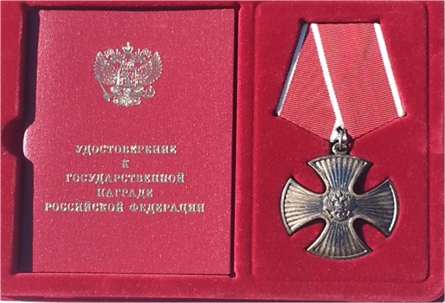 УДОСТОВЕРЕНИЕ
К
ГОСУДАРСТВЕННОЙ
НАГРАДЕ
РОССИЙСКОЙ ФЕДЕРАЦИИ